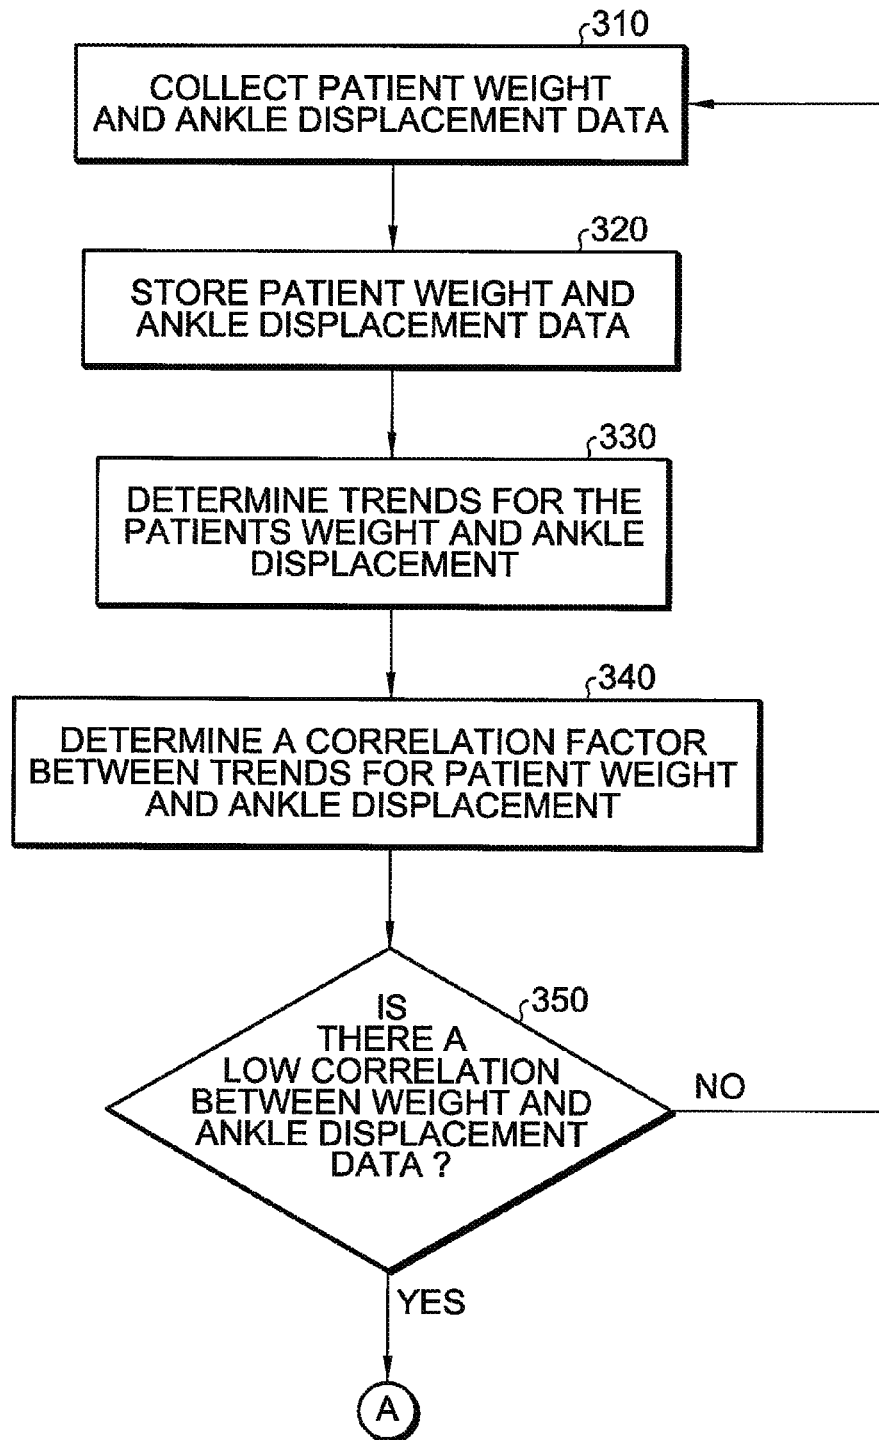 310
COLLECT PATIENT WEIGHT
AND ANKLE DISPLACEMENT DATA
320
STORE PATIENT WEIGHT AND
ANKLE DISPLACEMENT DATA
330
DETERMINE TRENDS FOR THE
PATIENTS WEIGHT AND ANKLE
DISPLACEMENT
340
DETERMINE A CORRELATION FACTOR
BETWEEN TRENDS FOR PATIENT WEIGHT
AND ANKLE DISPLACEMENT
350
IS
THERE A
LOW CORRELATION
BETWEEN WEIGHT AND
ANKLE DISPLACEMENT
DATA ?
NO
YES
A